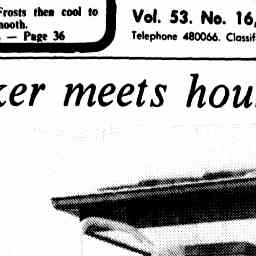 Frosts then cool to
mooth.
— Page 36
Vol. 53. No. 16,
Telephone 480066. Classif
ker meets hou